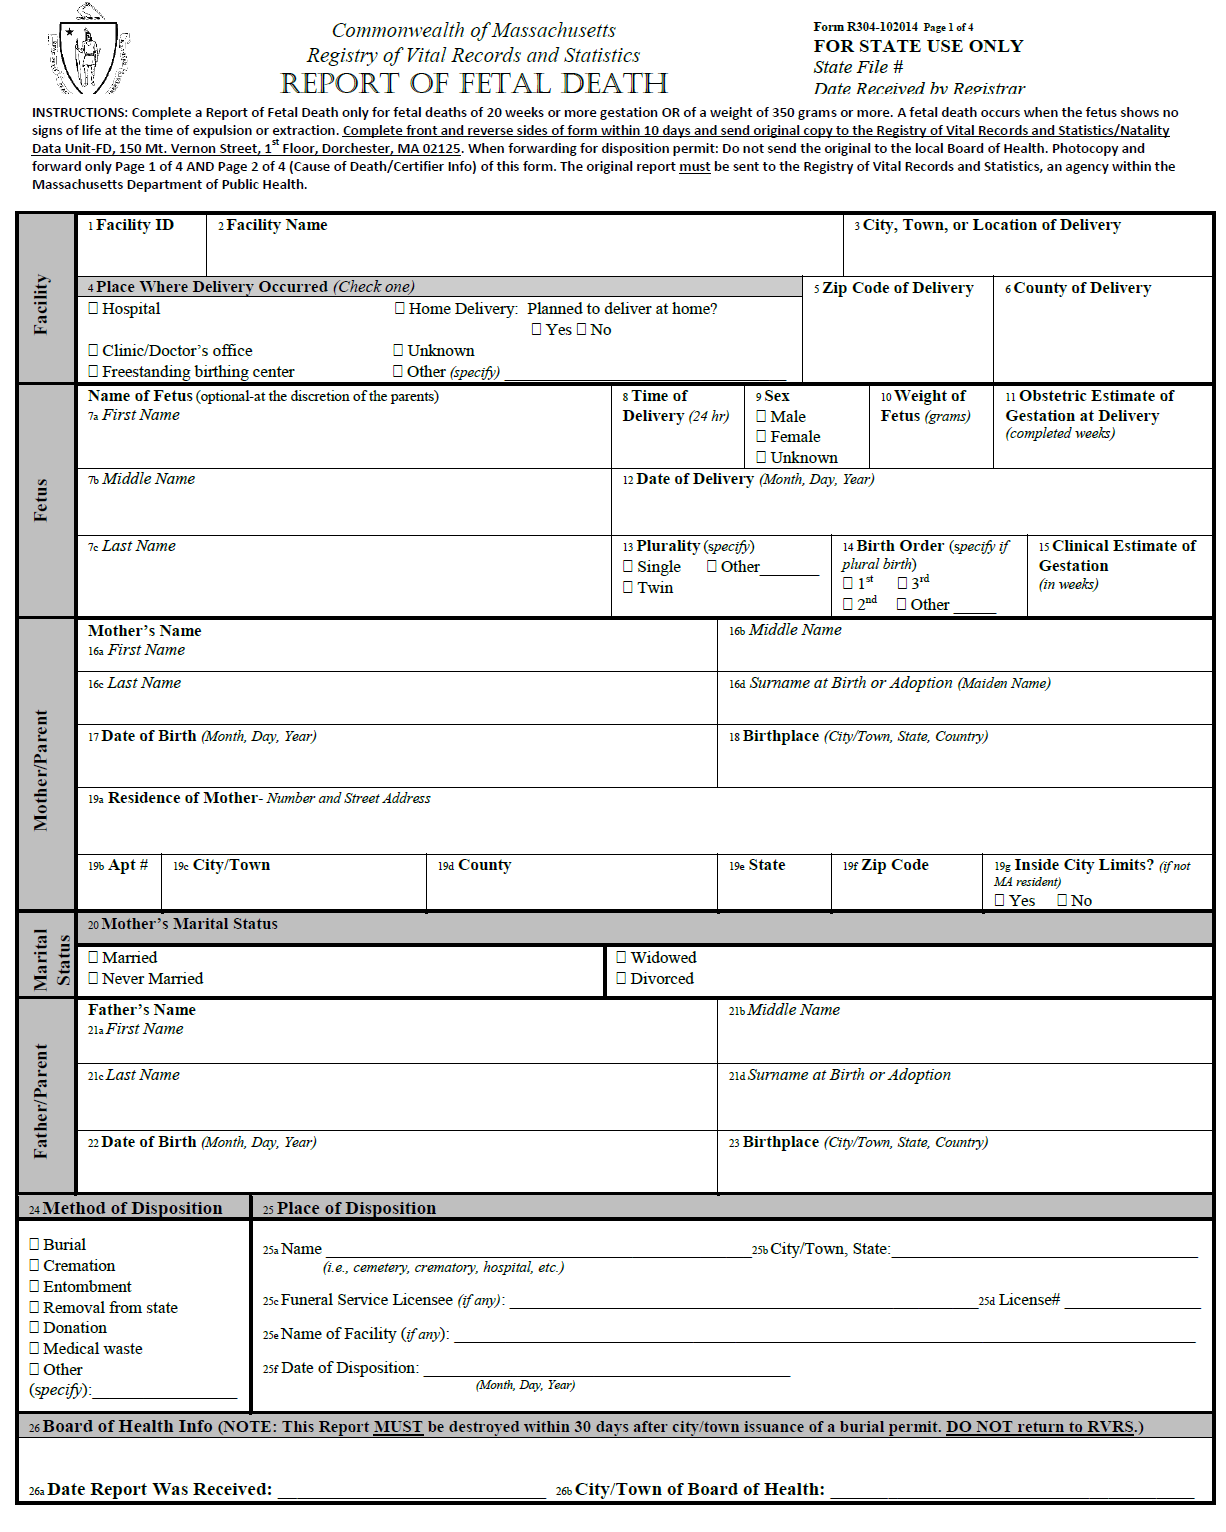 Commonwealth of Massachusetts
Registry of Vital Records and Statistics
REPORT OF FETAL DEATH
Form R304-102014 Page 1 of 4
FOR STATE USE ONLY
State File #
Date Received by Registrar
INSTRUCTIONS: Complete a Report of Fetal Death only for fetal deaths of 20 weeks or more gestation OR of a weight of 350 grams or more. A fetal death occurs when the fetus shows no
signs of life at the time of expulsion or extraction. Complete front and reverse sides of form within 10 days and send original copy to the Registry of Vital Records and Statistics/Natality
Data Unit-FD, 150 Mt. Vernon Street, 1st Floor, Dorchester, MA 02125. When forwarding for disposition permit: Do not send the original to the local Board of Health. Photocopy and
forward only Page 1 of 4 AND Page 2 of 4 (Cause of Death/Certifier Info) of this form. The original report must be sent to the Registry of Vital Records and Statistics, an agency within the
Massachusetts Department of Public Health.
Facility
1 Facility ID
2 Facility Name
3 City, Town, or Location of Delivery
4 Place Where Delivery Occurred (Check one)
☐ Hospital
☐ Home Delivery: Planned to deliver at home?
☐ Yes ☐ No
☐ Clinic/Doctor's office
☐ Unknown
☐ Freestanding birthing center
☐ Other (specify) ____
5 Zip Code of Delivery
6 County of Delivery
Fetus
Name of Fetus (optional-at the discretion of the parents)
7a First Name
8 Time of
Delivery (24 hr)
9 Sex
☐ Male
☐ Female
☐ Unknown
10 Weight of
Fetus (grams)
11 Obstetric Estimate of
Gestation at Delivery
(completed weeks)
7b Middle Name
12 Date of Delivery (Month, Day, Year)
7c Last Name
13 Plurality (specify)
☐ Single ☐ Other____
☐ Twin
14 Birth Order (specify if
plural birth)
☐ 1st ☐ 3rd
☐ 2nd ☐ Other ____
15 Clinical Estimate of
Gestation
(in weeks)
Mother/Parent
Mother's Name
16a First Name
16b Middle Name
16c Last Name
16d Surname at Birth or Adoption (Maiden Name)
17 Date of Birth (Month, Day, Year)
18 Birthplace (City/Town, State, Country)
19a Residence of Mother- Number and Street Address
19b Apt #
19c City/Town
19d County
19e State
19f Zip Code
19g Inside City Limits? (if not
MA resident)
☐ Yes ☐ No
Marital
Status
20 Mother's Marital Status
☐ Married
☐ Never Married
☐ Widowed
☐ Divorced
Father/Parent
Father's Name
21a First Name
21b Middle Name
21c Last Name
21d Surname at Birth or Adoption
22 Date of Birth (Month, Day, Year)
23 Birthplace (City/Town, State, Country)
24 Method of Disposition
☐ Burial
☐ Cremation
☐ Entombment
☐ Removal from state
☐ Donation
☐ Medical waste
☐ Other
(specify):____
25 Place of Disposition
25a Name ____ 25b City/Town, State:____
(i.e., cemetery, crematory, hospital, etc.)
25c Funeral Service Licensee (if any): ____ 25d License# ____
25e Name of Facility (if any): ____
25f Date of Disposition: ____
(Month, Day, Year)
26 Board of Health Info (NOTE: This Report MUST be destroyed within 30 days after city/town issuance of a burial permit. DO NOT return to RVRS.)
26a Date Report Was Received: ____ 26b City/Town of Board of Health: ____